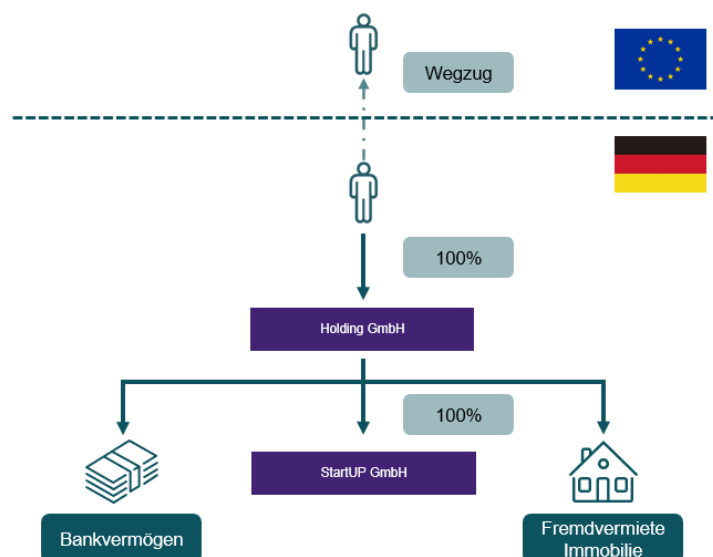 Wegzug
100%
Holding GmbH
100%
StartUP GmbH
Bankvermögen
Fremdvermiete
Immobilie